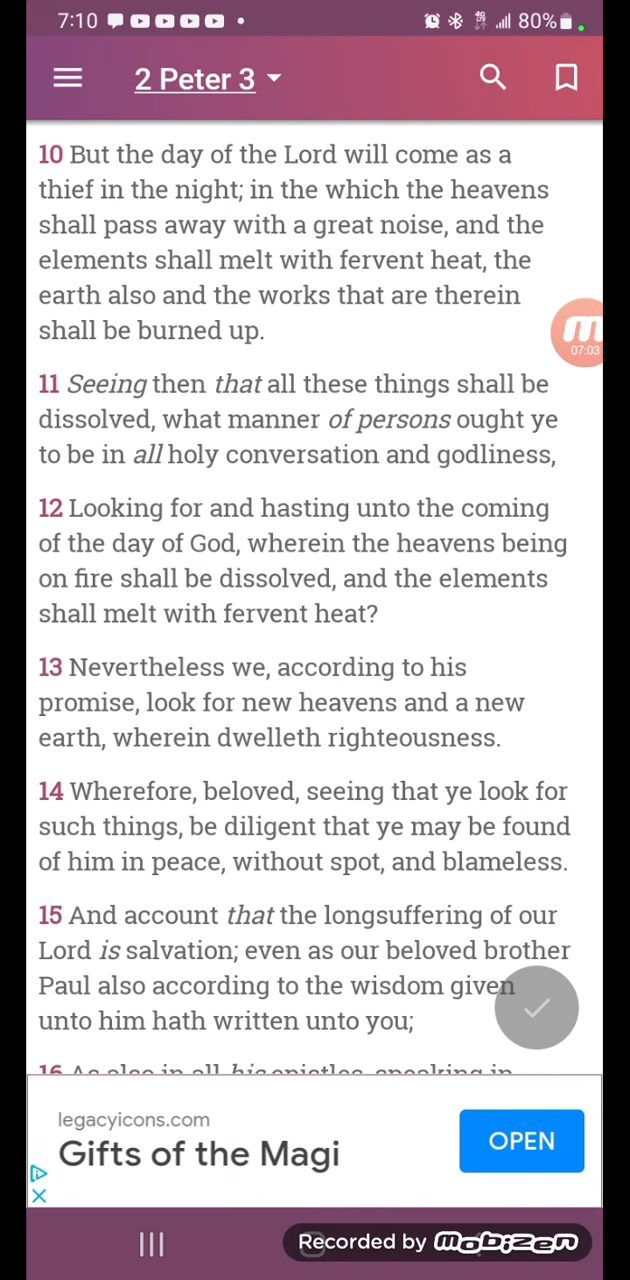 7:10 80%
2 Peter 3
10 But the day of the Lord will come as a
thief in the night; in the which the heavens
shall pass away with a great noise, and the
elements shall melt with fervent heat, the
earth also and the works that are therein
shall be burned up.
07:03
11 Seeing then that all these things shall be
dissolved, what manner of persons ought ye
to be in all holy conversation and godliness,
12 Looking for and hasting unto the coming
of the day of God, wherein the heavens being
on fire shall be dissolved, and the elements
shall melt with fervent heat?
13 Nevertheless we, according to his
promise, look for new heavens and a new
earth, wherein dwelleth righteousness.
14 Wherefore, beloved, seeing that ye look for
such things, be diligent that ye may be found
of him in peace, without spot, and blameless.
15 And account that the longsuffering of our
Lord is salvation; even as our beloved brother
Paul also according to the wisdom given
unto him hath written unto you;
16 As also in all his epistles, speaking in
legacyicons.com
Gifts of the Magi
OPEN
Recorded by mobizen